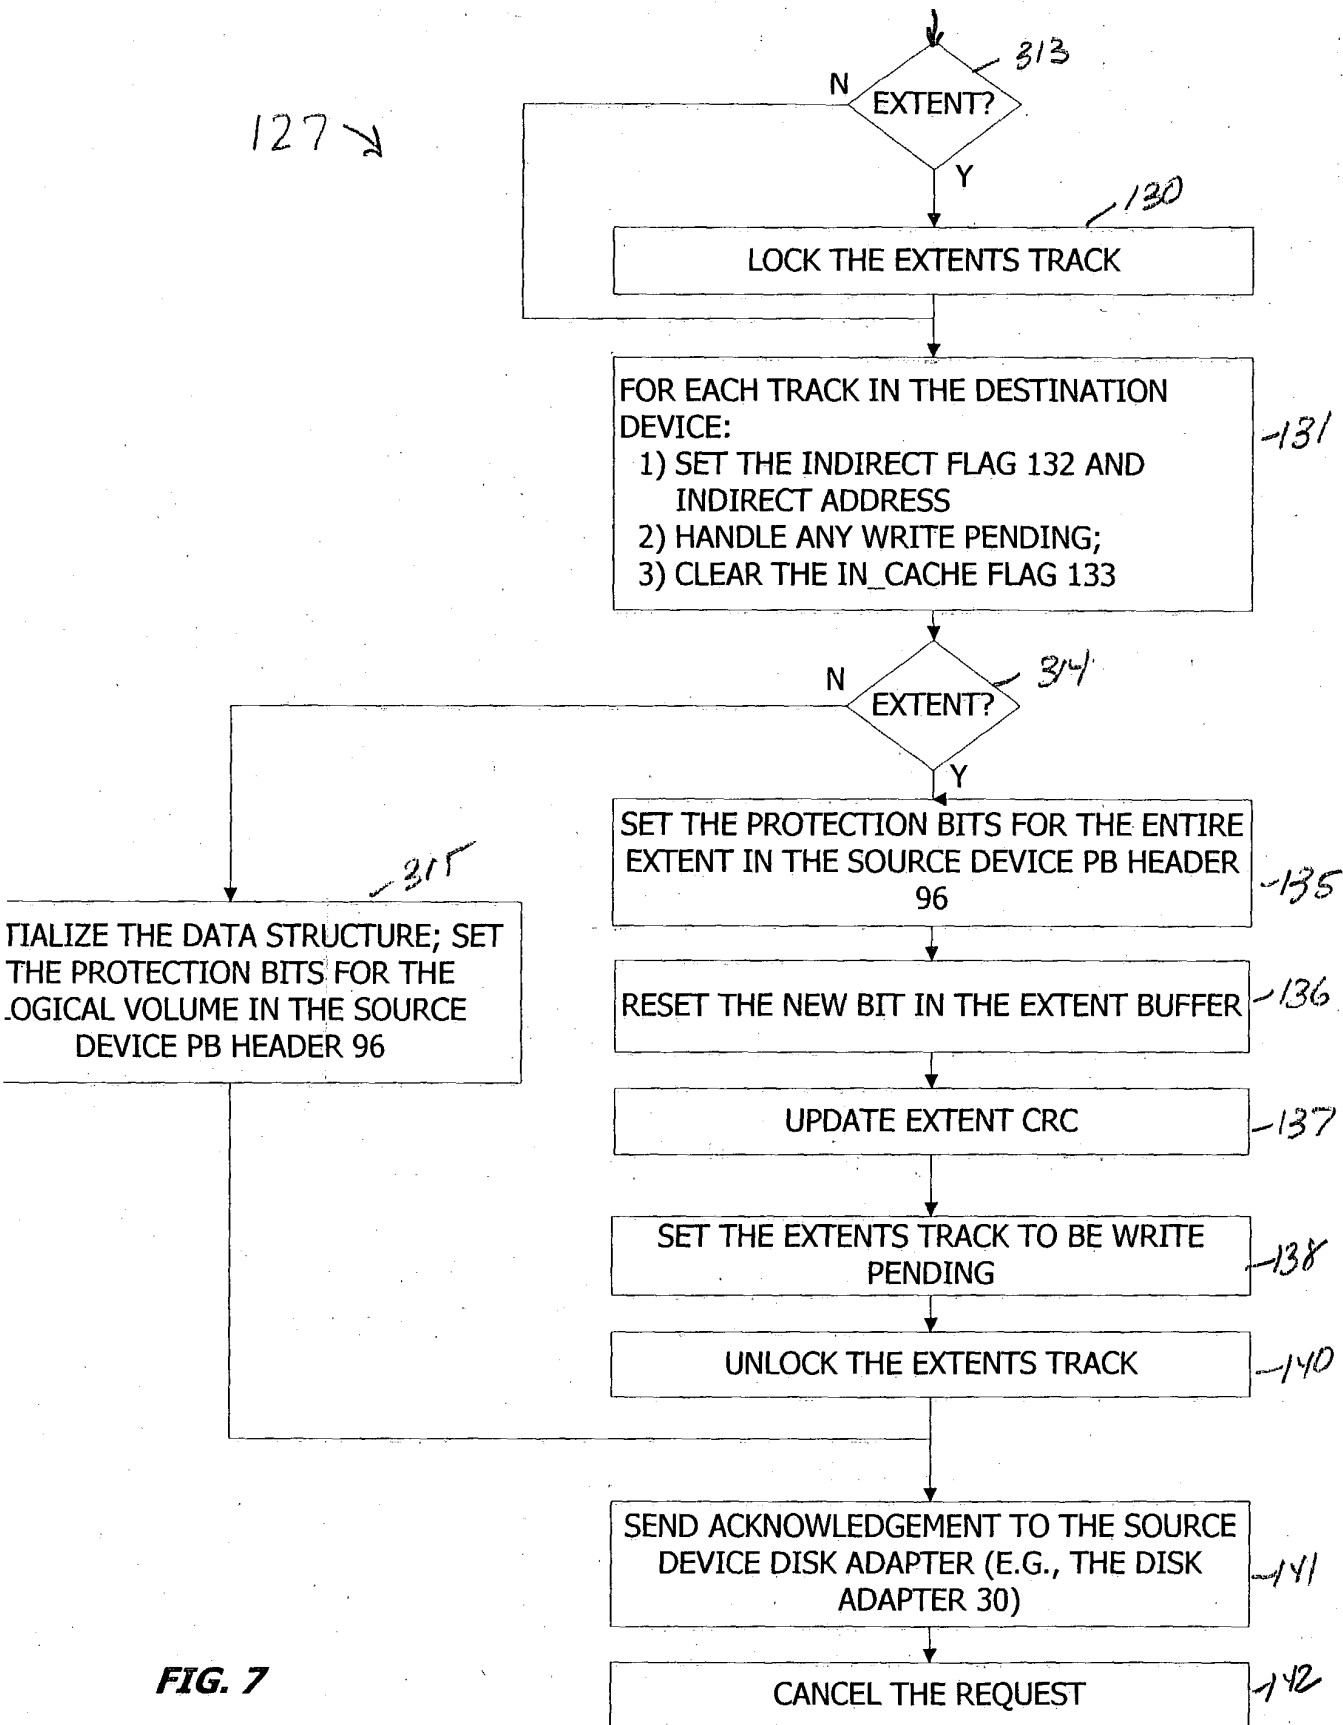 313
N
EXTENT?
127
Y
130
LOCK THE EXTENTS TRACK
FOR EACH TRACK IN THE DESTINATION
DEVICE:
1) SET THE INDIRECT FLAG 132 AND
INDIRECT ADDRESS
2) HANDLE ANY WRITE PENDING;
3) CLEAR THE IN_CACHE FLAG 133
131
314
N
EXTENT?
Y
SET THE PROTECTION BITS FOR THE ENTIRE
EXTENT IN THE SOURCE DEVICE PB HEADER
96
135
315
TIALIZE THE DATA STRUCTURE; SET
THE PROTECTION BITS FOR THE
OGICAL VOLUME IN THE SOURCE
DEVICE PB HEADER 96
RESET THE NEW BIT IN THE EXTENT BUFFER
136
UPDATE EXTENT CRC
137
SET THE EXTENTS TRACK TO BE WRITE
PENDING
138
UNLOCK THE EXTENTS TRACK
140
SEND ACKNOWLEDGEMENT TO THE SOURCE
DEVICE DISK ADAPTER (E.G., THE DISK
ADAPTER 30)
141
CANCEL THE REQUEST
142
FIG. 7